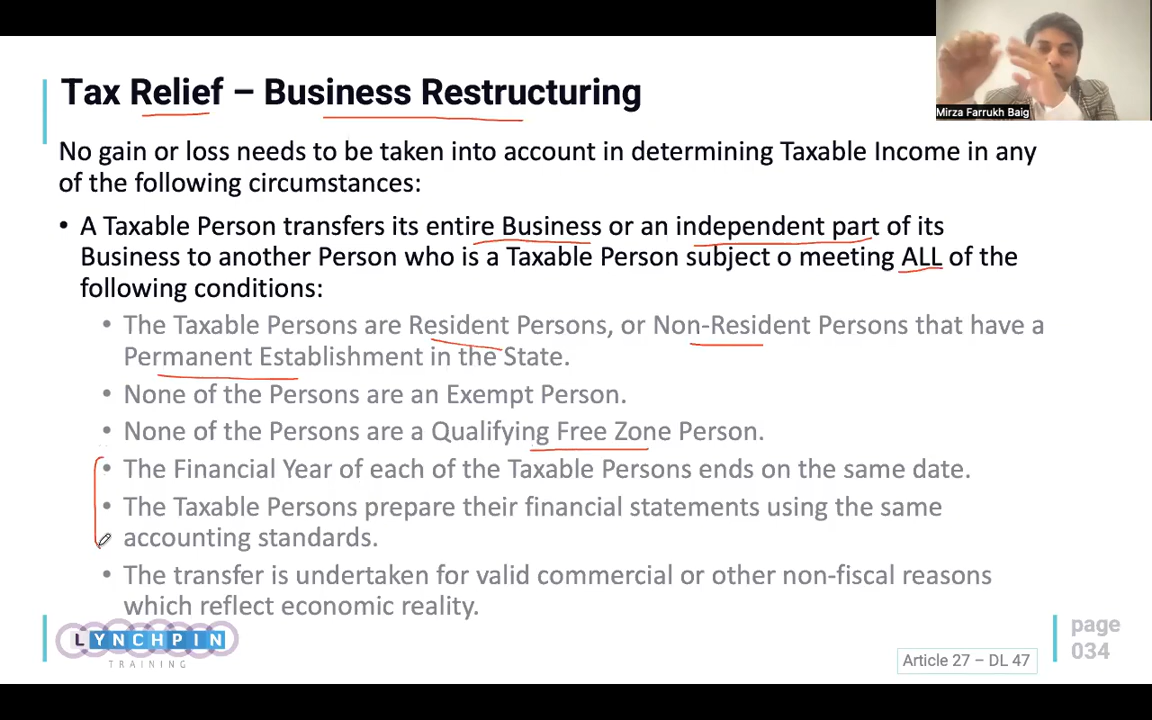 Tax Relief – Business Restructuring
Mirza Farrukh Baig
No gain or loss needs to be taken into account in determining Taxable Income in any
of the following circumstances:
• A Taxable Person transfers its entire Business or an independent part of its
Business to another Person who is a Taxable Person subject o meeting ALL of the
following conditions:
• The Taxable Persons are Resident Persons, or Non-Resident Persons that have a
Permanent Establishment in the State.
• None of the Persons are an Exempt Person.
• None of the Persons are a Qualifying Free Zone Person.
• The Financial Year of each of the Taxable Persons ends on the same date.
• The Taxable Persons prepare their financial statements using the same
accounting standards.
• The transfer is undertaken for valid commercial or other non-fiscal reasons
which reflect economic reality.
LYNCHPIN
TRAINING
Article 27 – DL 47
page
034